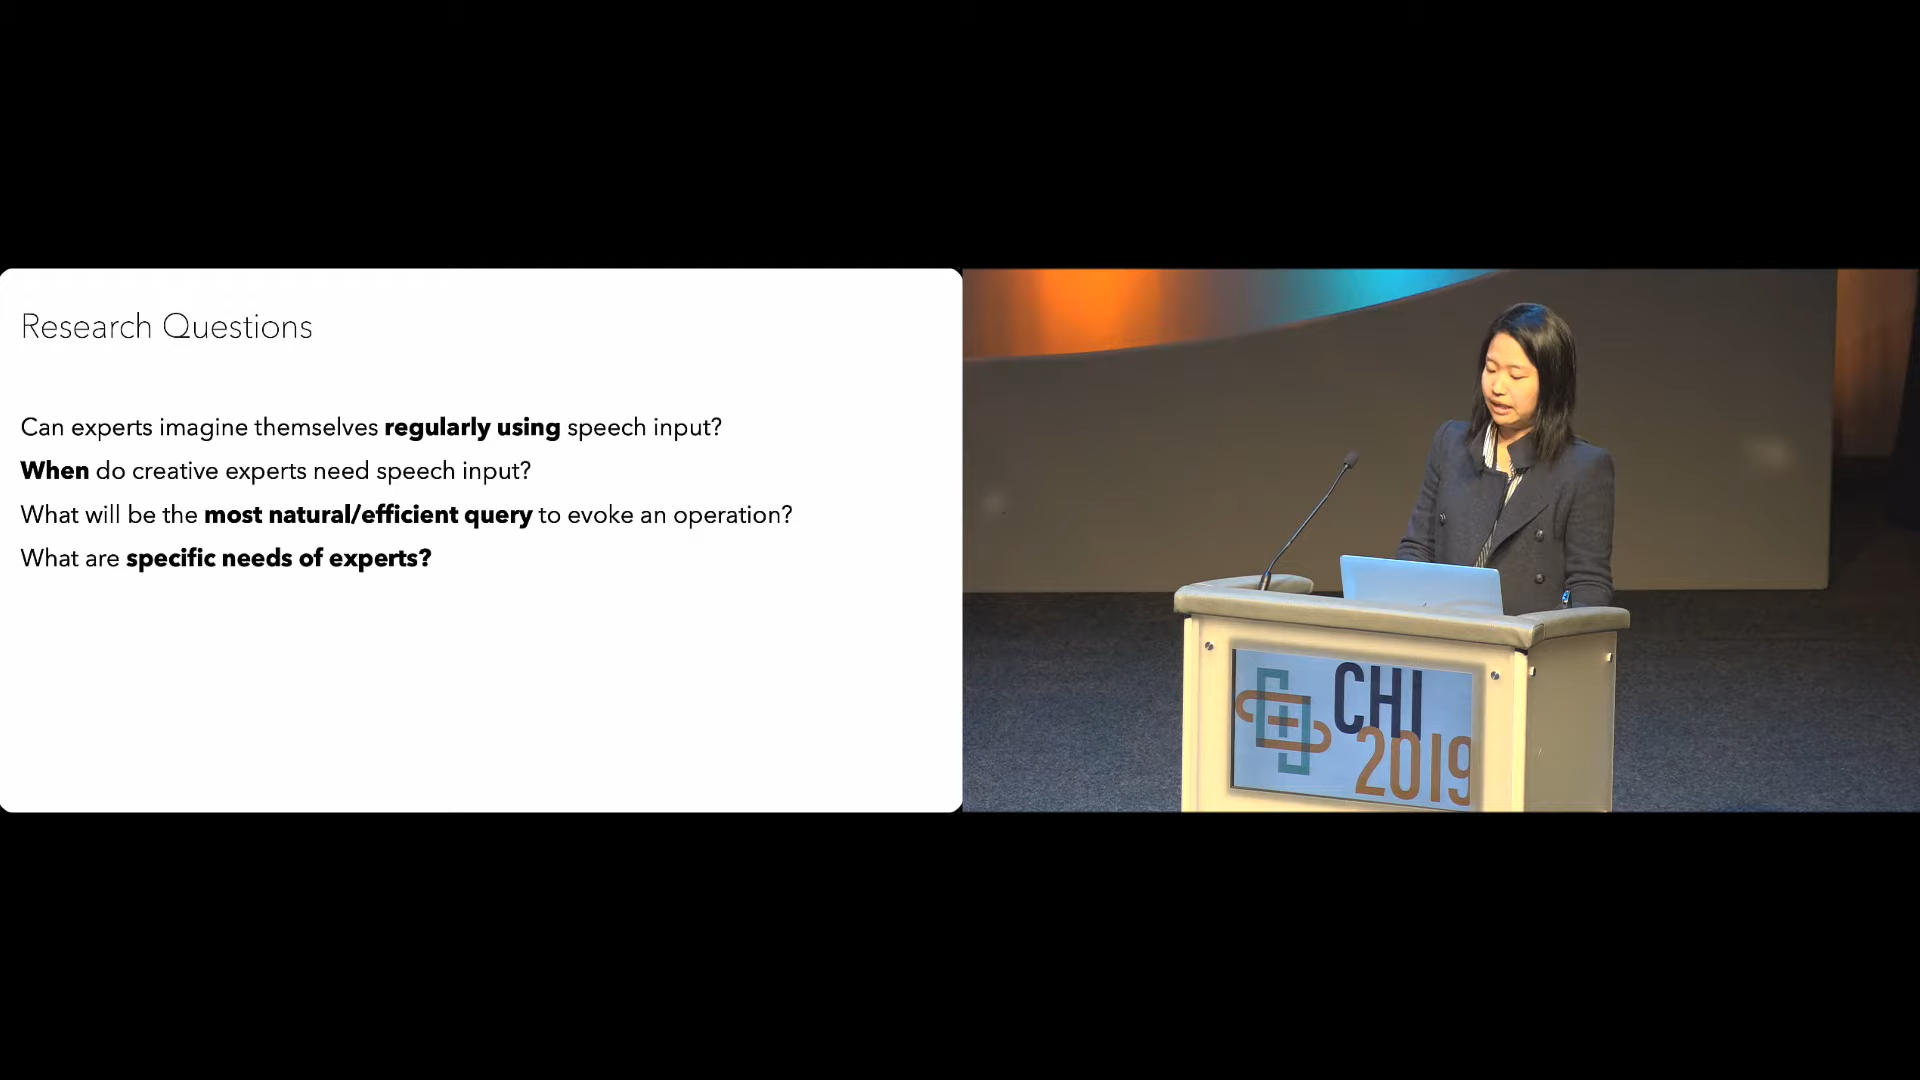 Research Questions
Can experts imagine themselves regularly using speech input?
When do creative experts need speech input?
What will be the most natural/efficient query to evoke an operation?
What are specific needs of experts?
CHI
2019